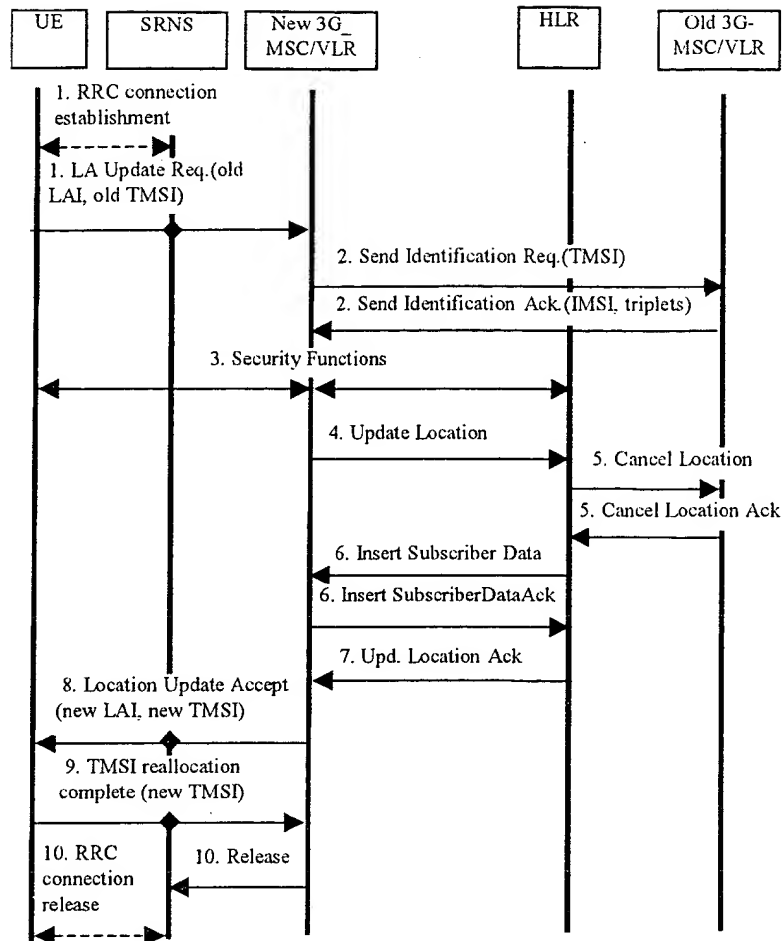 UE
SRNS
New 3G_
MSC/VLR
HLR
Old 3G-
MSC/VLR
1. RRC connection
establishment
1. LA Update Req.(old
LAI, old TMSI)
2. Send Identification Req.(TMSI)
2. Send Identification Ack.(IMSI, triplets)
3. Security Functions
4. Update Location
5. Cancel Location
5. Cancel Location Ack
6. Insert Subscriber Data
6. Insert SubscriberDataAck
7. Upd. Location Ack
8. Location Update Accept
(new LAI, new TMSI)
9. TMSI reallocation
complete (new TMSI)
10. RRC
connection
release
10. Release